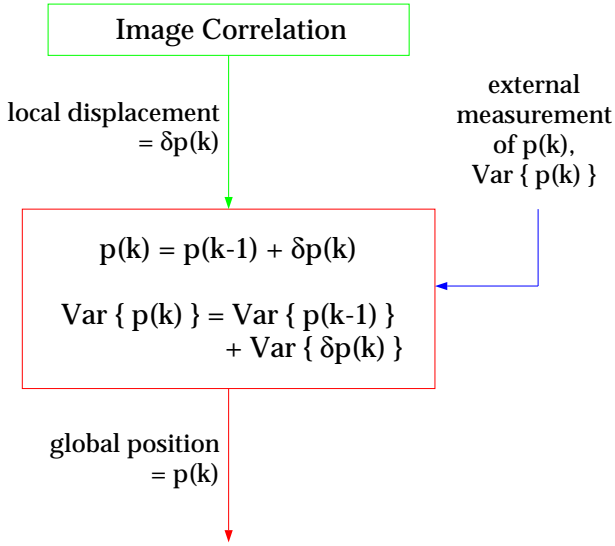 Image Correlation
local displacement
= δp(k)
external
measurement
of p(k),
Var { p(k) }
p(k) = p(k-1) + δp(k)
Var { p(k) } = Var { p(k-1) }
+ Var { δp(k) }
global position
= p(k)